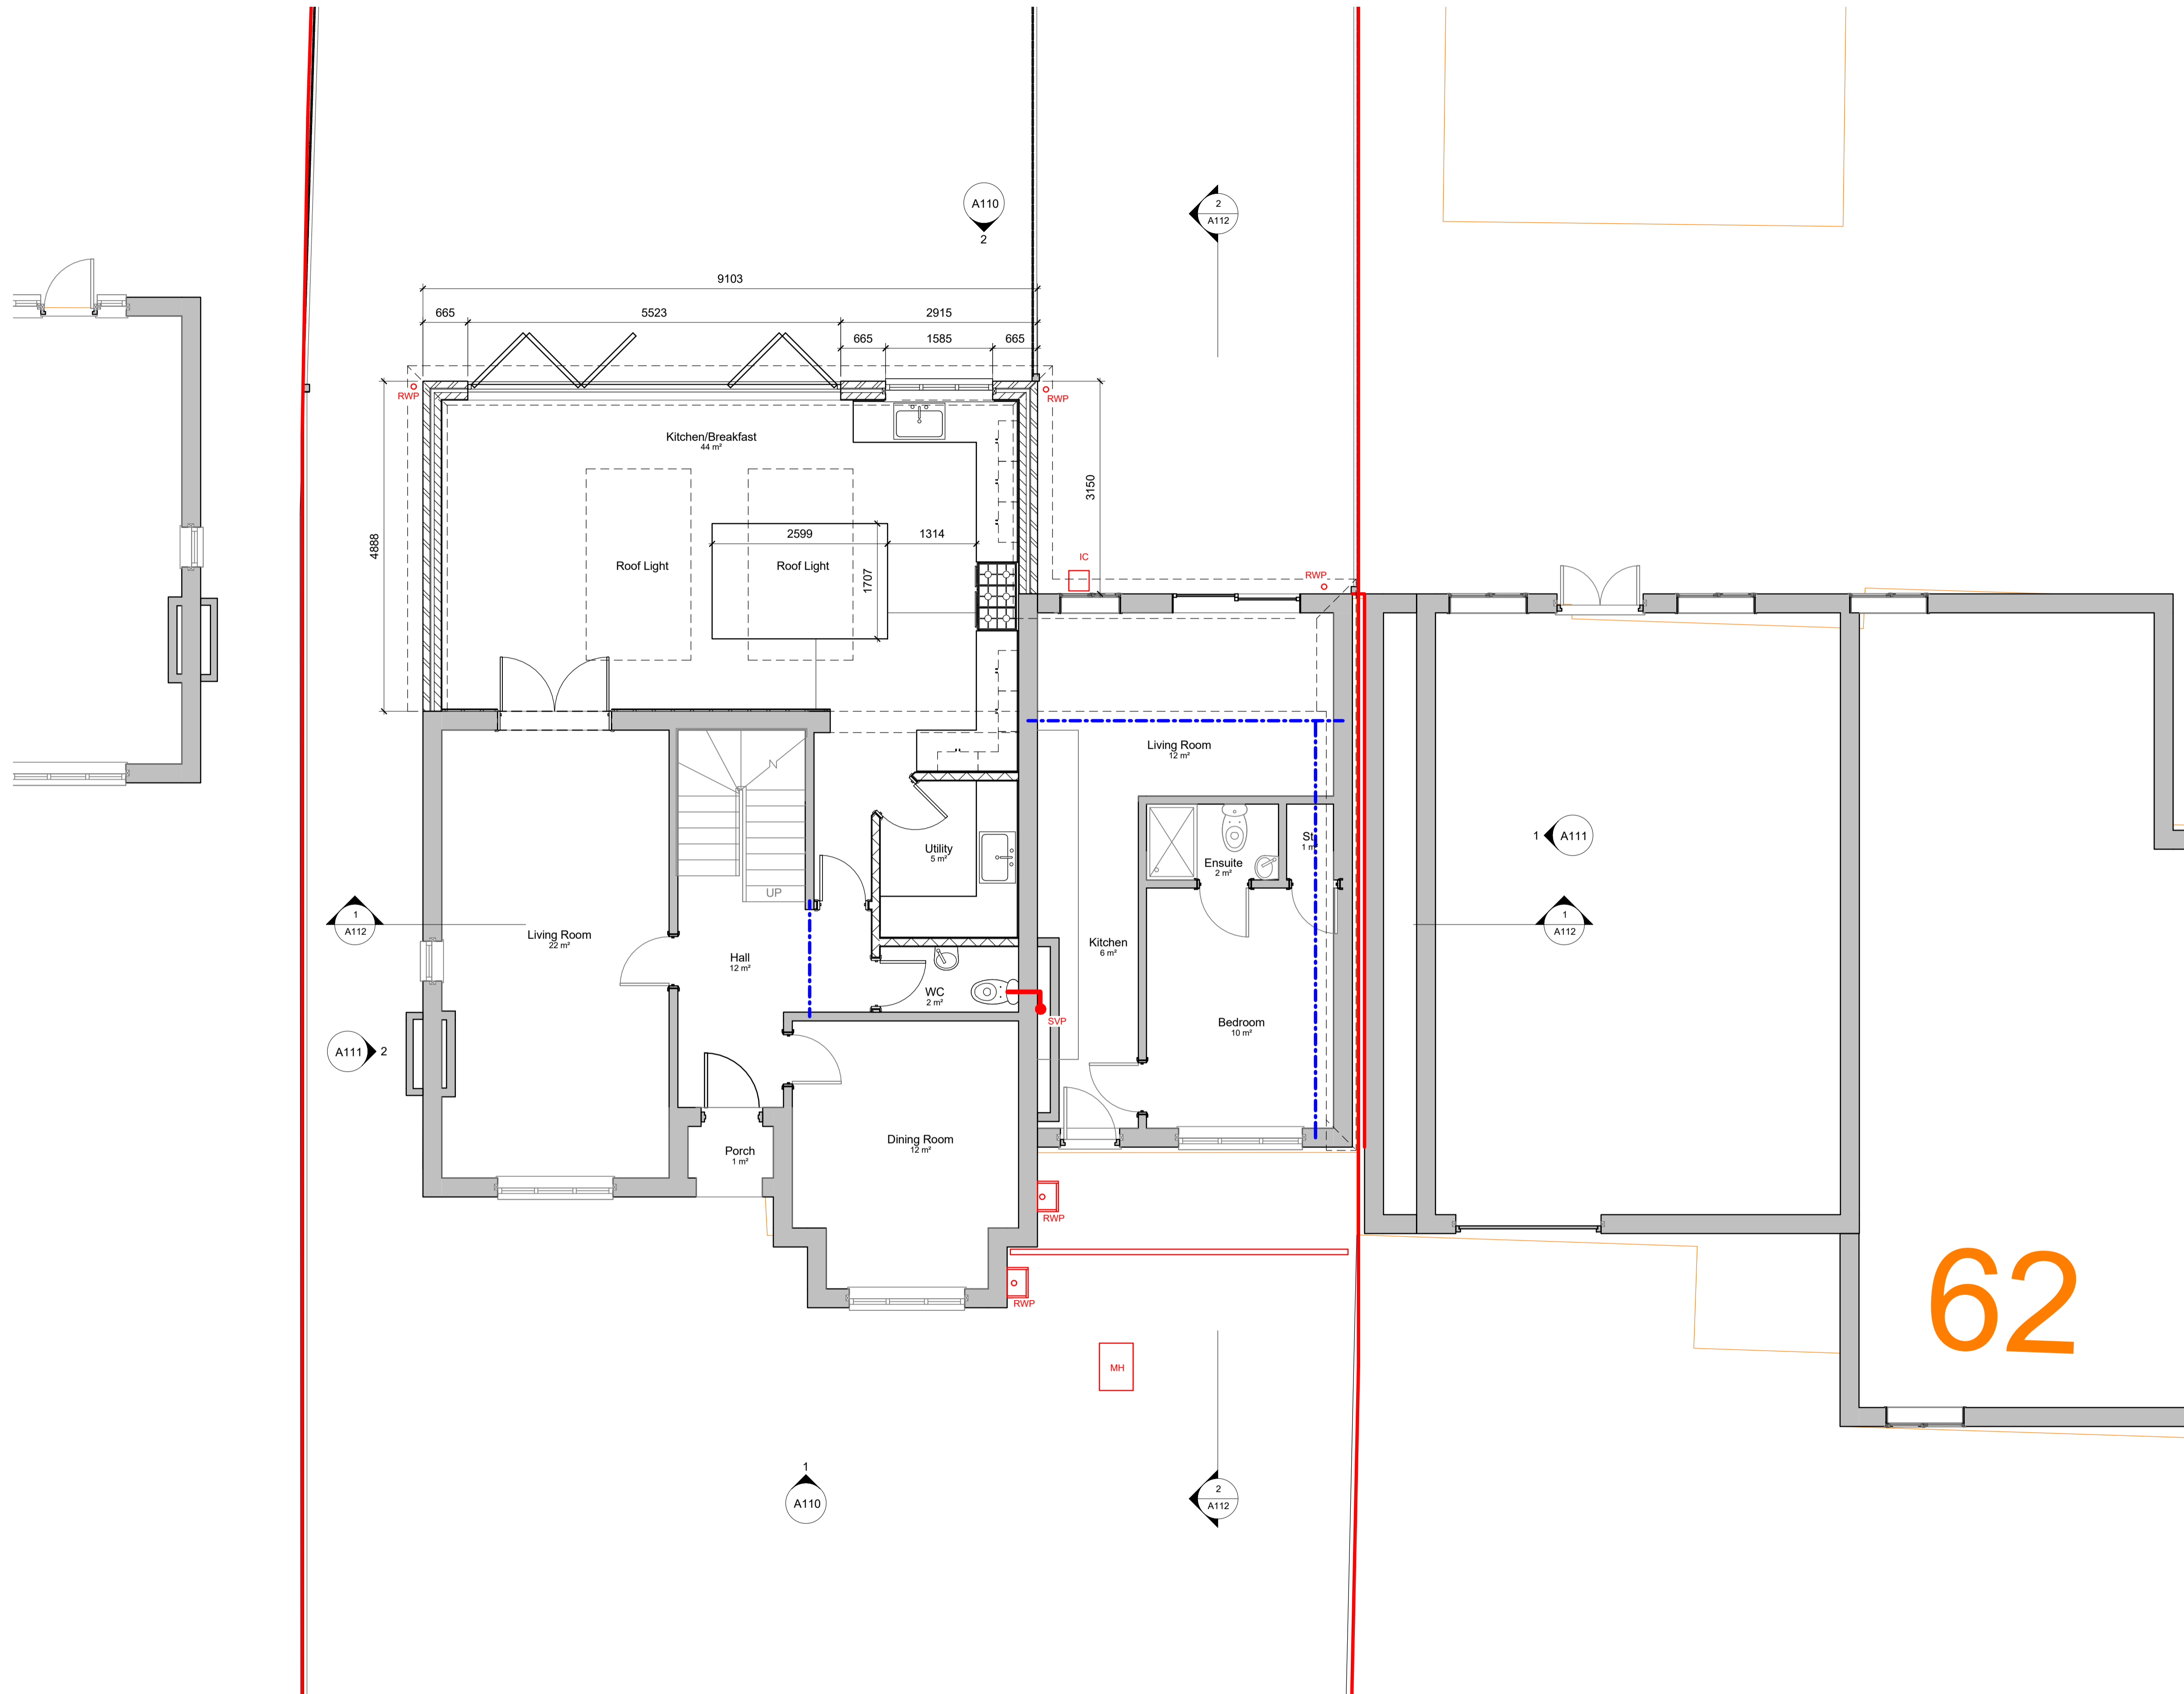 A110
2
2
A112
9103
665
5523
2915
665
1585
665
RWP
RWP
Kitchen/Breakfast
44 m²
3150
4888
2599
1314
IC
Roof Light
Roof Light
1707
RWP
Living Room
12 m²
UP
Utility
5 m²
Ensuite
2 m²
St
1 m²
1
A111
1
A112
1
A112
Living Room
22 m²
Hall
12 m²
Kitchen
6 m²
WC
2 m²
SVP
Bedroom
10 m²
A111
2
Porch
1 m²
Dining Room
12 m²
RWP
RWP
62
MH
1
A110
2
A112